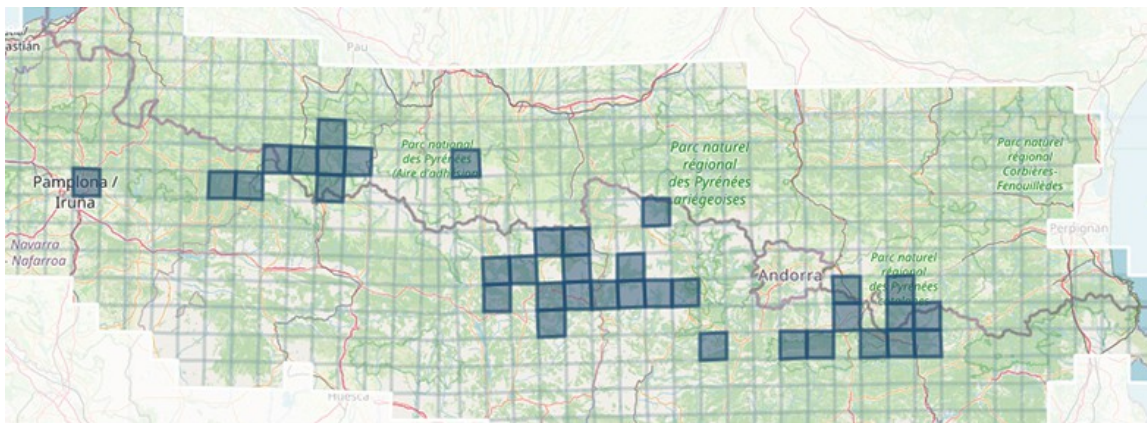 astián
Pau
Parc national
des Pyrénées
(Aire d'adhésion)
Parc naturel
régional
des Pyrénées
ariégeoises
Parc naturel
régional
Corbières-
Fenouillèdes
Pamplona /
Iruña
Navarra
- Nafarroa
Perpignan
Andorra
Parc naturel
régional
des Pyrénées
Huesca